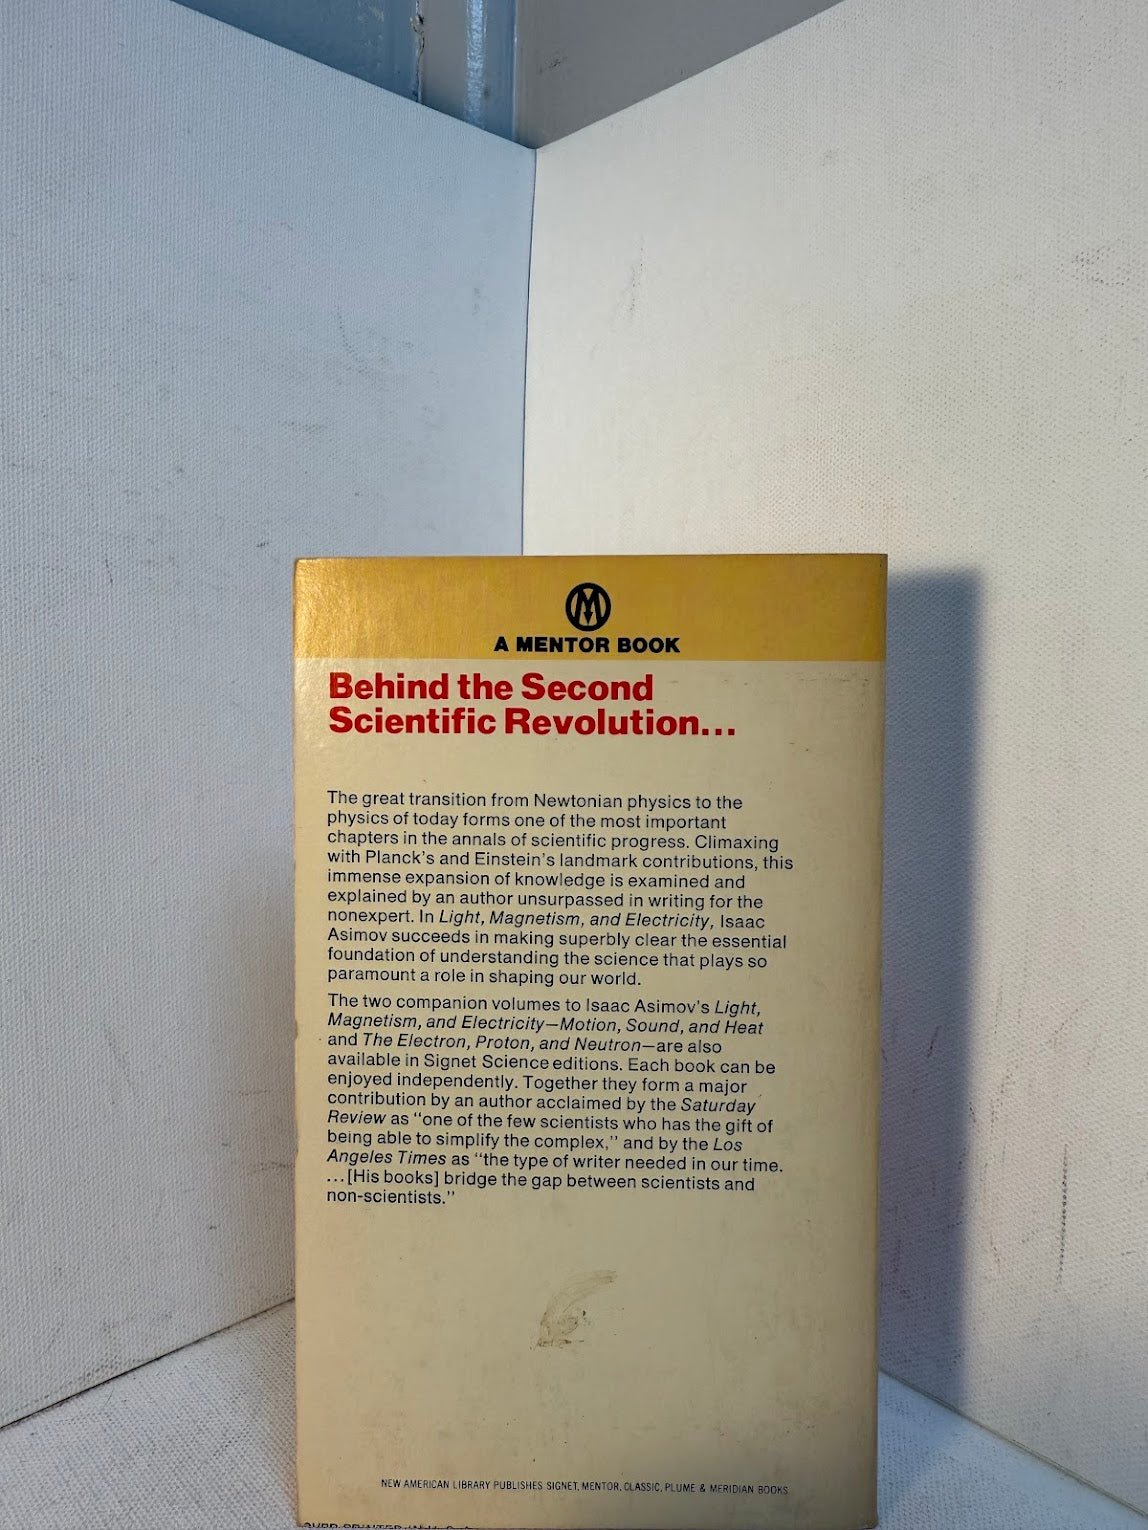 M
A MENTOR BOOK
Behind the Second
Scientific Revolution...
The great transition from Newtonian physics to the
physics of today forms one of the most important
chapters in the annals of scientific progress. Climaxing
with Planck's and Einstein's landmark contributions, this
immense expansion of knowledge is examined and
explained by an author unsurpassed in writing for the
nonexpert. In Light, Magnetism, and Electricity, Isaac
Asimov succeeds in making superbly clear the essential
foundation of understanding the science that plays so
paramount a role in shaping our world.
The two companion volumes to Isaac Asimov's Light,
Magnetism, and Electricity—Motion, Sound, and Heat
and The Electron, Proton, and Neutron—are also
available in Signet Science editions. Each book can be
enjoyed independently. Together they form a major
contribution by an author acclaimed by the Saturday
Review as "one of the few scientists who has the gift of
being able to simplify the complex," and by the Los
Angeles Times as "the type of writer needed in our time.
...[His books] bridge the gap between scientists and
non-scientists."
NEW AMERICAN LIBRARY PUBLISHES SIGNET, MENTOR, CLASSIC, PLUME & MERIDIAN BOOKS